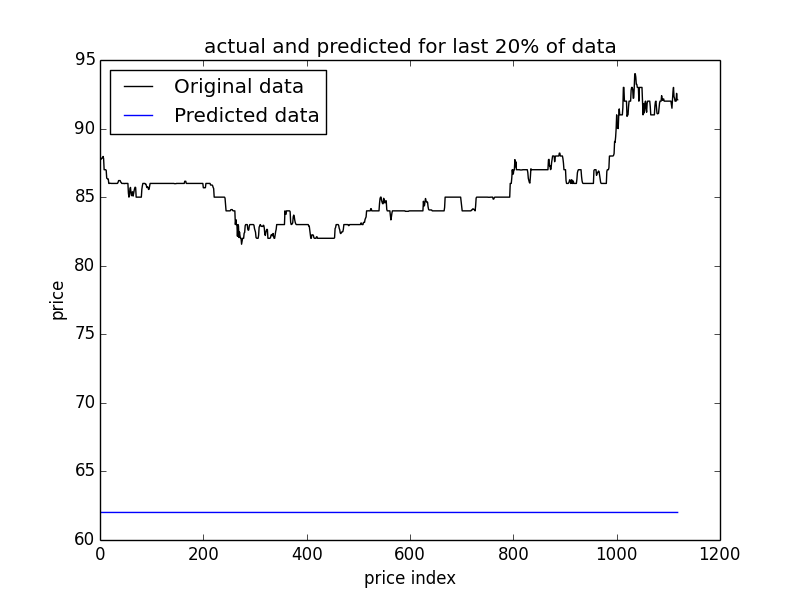 actual and predicted for last 20% of data
Original data
Predicted data
95
90
85
80
75
70
65
60
price
0 200 400 600 800 1000 1200
price index